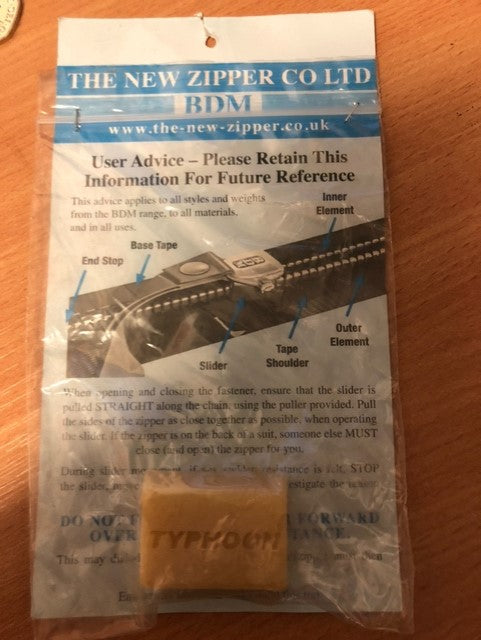 THE NEW ZIPPER CO LTD
BDM
www.the-new-zipper.co.uk
User Advice – Please Retain This
Information For Future Reference
This advice applies to all styles and weights
from the BDM range, to all materials,
and in all uses.
Inner
Element
Base Tape
End Stop
Outer
Element
Tape
Shoulder
Slider
When opening and closing the fastener, ensure that the slider is
pulled STRAIGHT along the chain, using the puller provided. Pull
the sides of the zipper as close together as possible, when operating
the slider. If the zipper is on the back of a suit, someone else MUST
close (and open) the zipper for you.
During slider resistance is felt, STOP
the slider,
DO NOT FORWARD
OVER
This may
TYPHOON